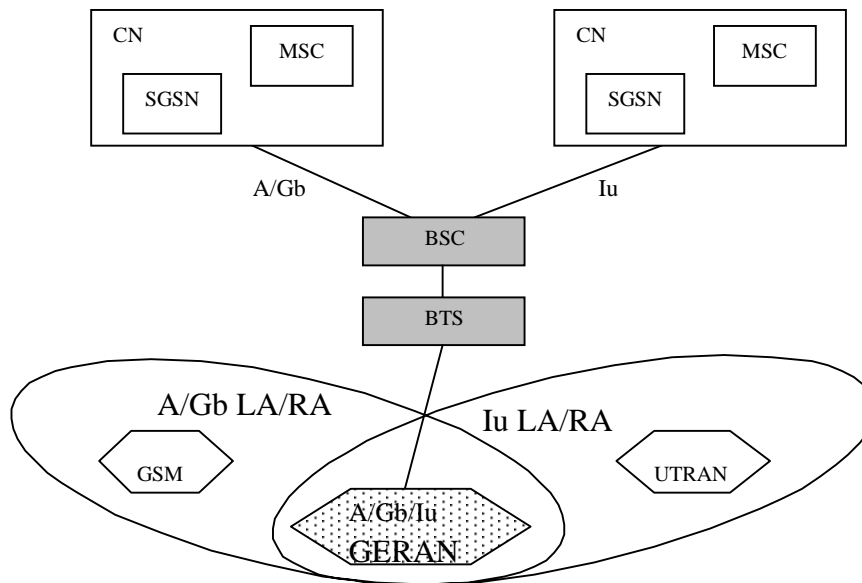 CN
MSC
SGSN
CN
MSC
SGSN
A/Gb
Iu
BSC
BTS
A/Gb LA/RA
Iu LA/RA
GSM
UTRAN
A/Gb/Iu
GERAN